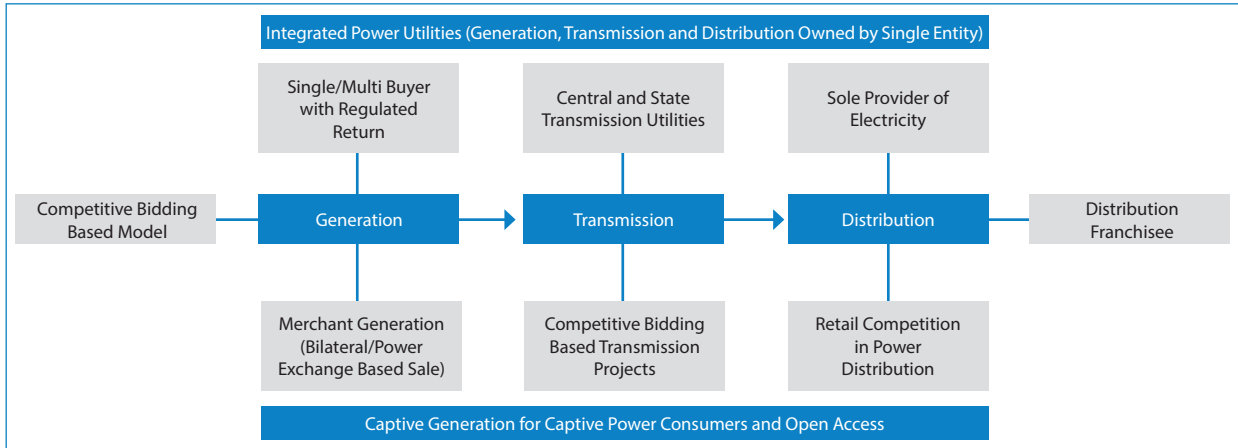 Integrated Power Utilities (Generation, Transmission and Distribution Owned by Single Entity)
Single/Multi Buyer
with Regulated
Return
Central and State
Transmission Utilities
Sole Provider of
Electricity
Competitive Bidding
Based Model
Generation
Transmission
Distribution
Distribution
Franchisee
Merchant Generation
(Bilateral/Power
Exchange Based Sale)
Competitive Bidding
Based Transmission
Projects
Retail Competition
in Power
Distribution
Captive Generation for Captive Power Consumers and Open Access